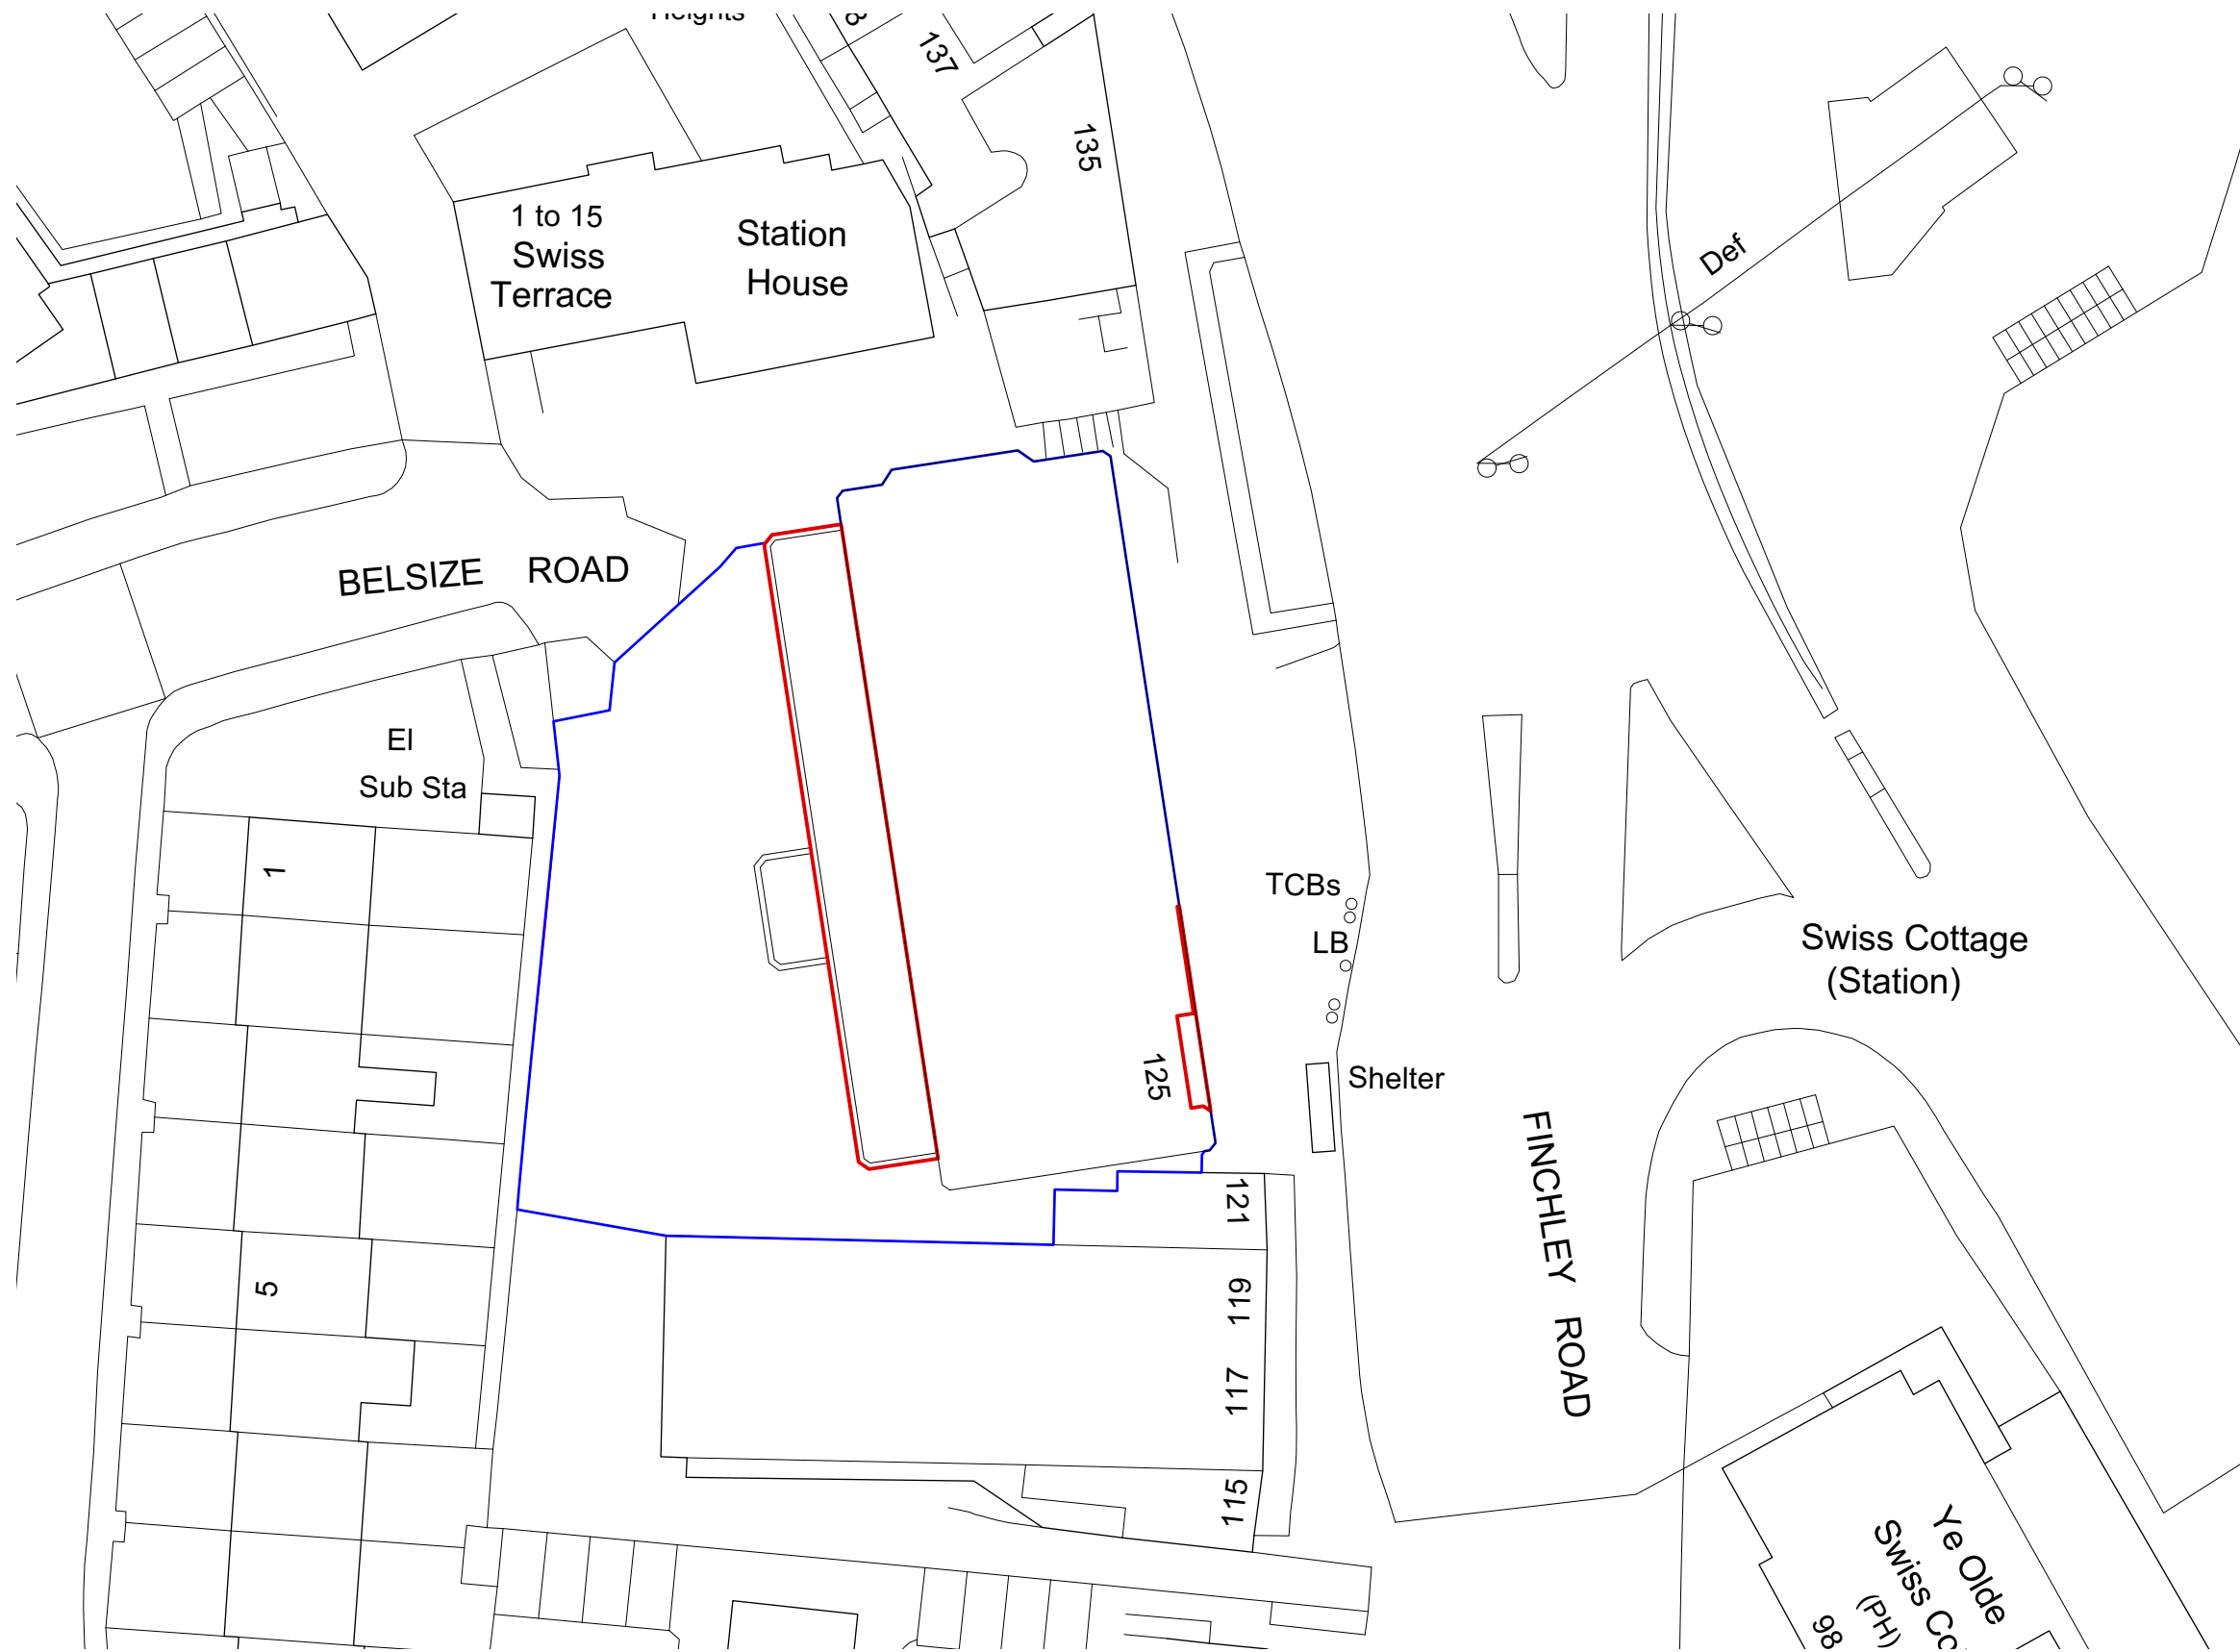 Heights
137
135
1 to 15
Swiss
Terrace
Station
House
Def
BELSIZE ROAD
El
Sub Sta
1
TCBs
LB
Swiss Cottage
(Station)
125
Shelter
FINCHLEY ROAD
121
119
117
115
5
Ye Olde
Swiss Co
(PH)
98